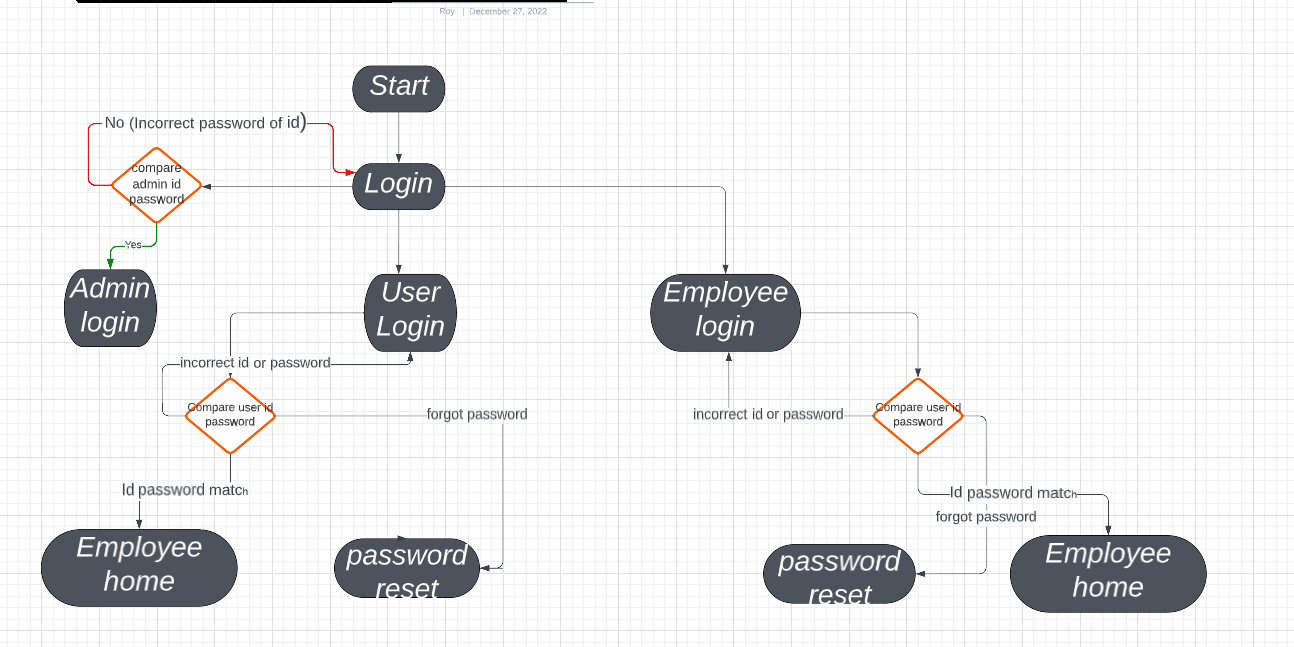 Roy | December 27, 2022
Start
No (Incorrect password of id)
compare
admin id
password
Login
Yes
Admin
login
User
Login
Employee
login
incorrect id or password
Compare user id
password
forgot password
incorrect id or password
Compare user id
password
Id password match
Id password match
forgot password
Employee
home
password
reset
password
reset
Employee
home